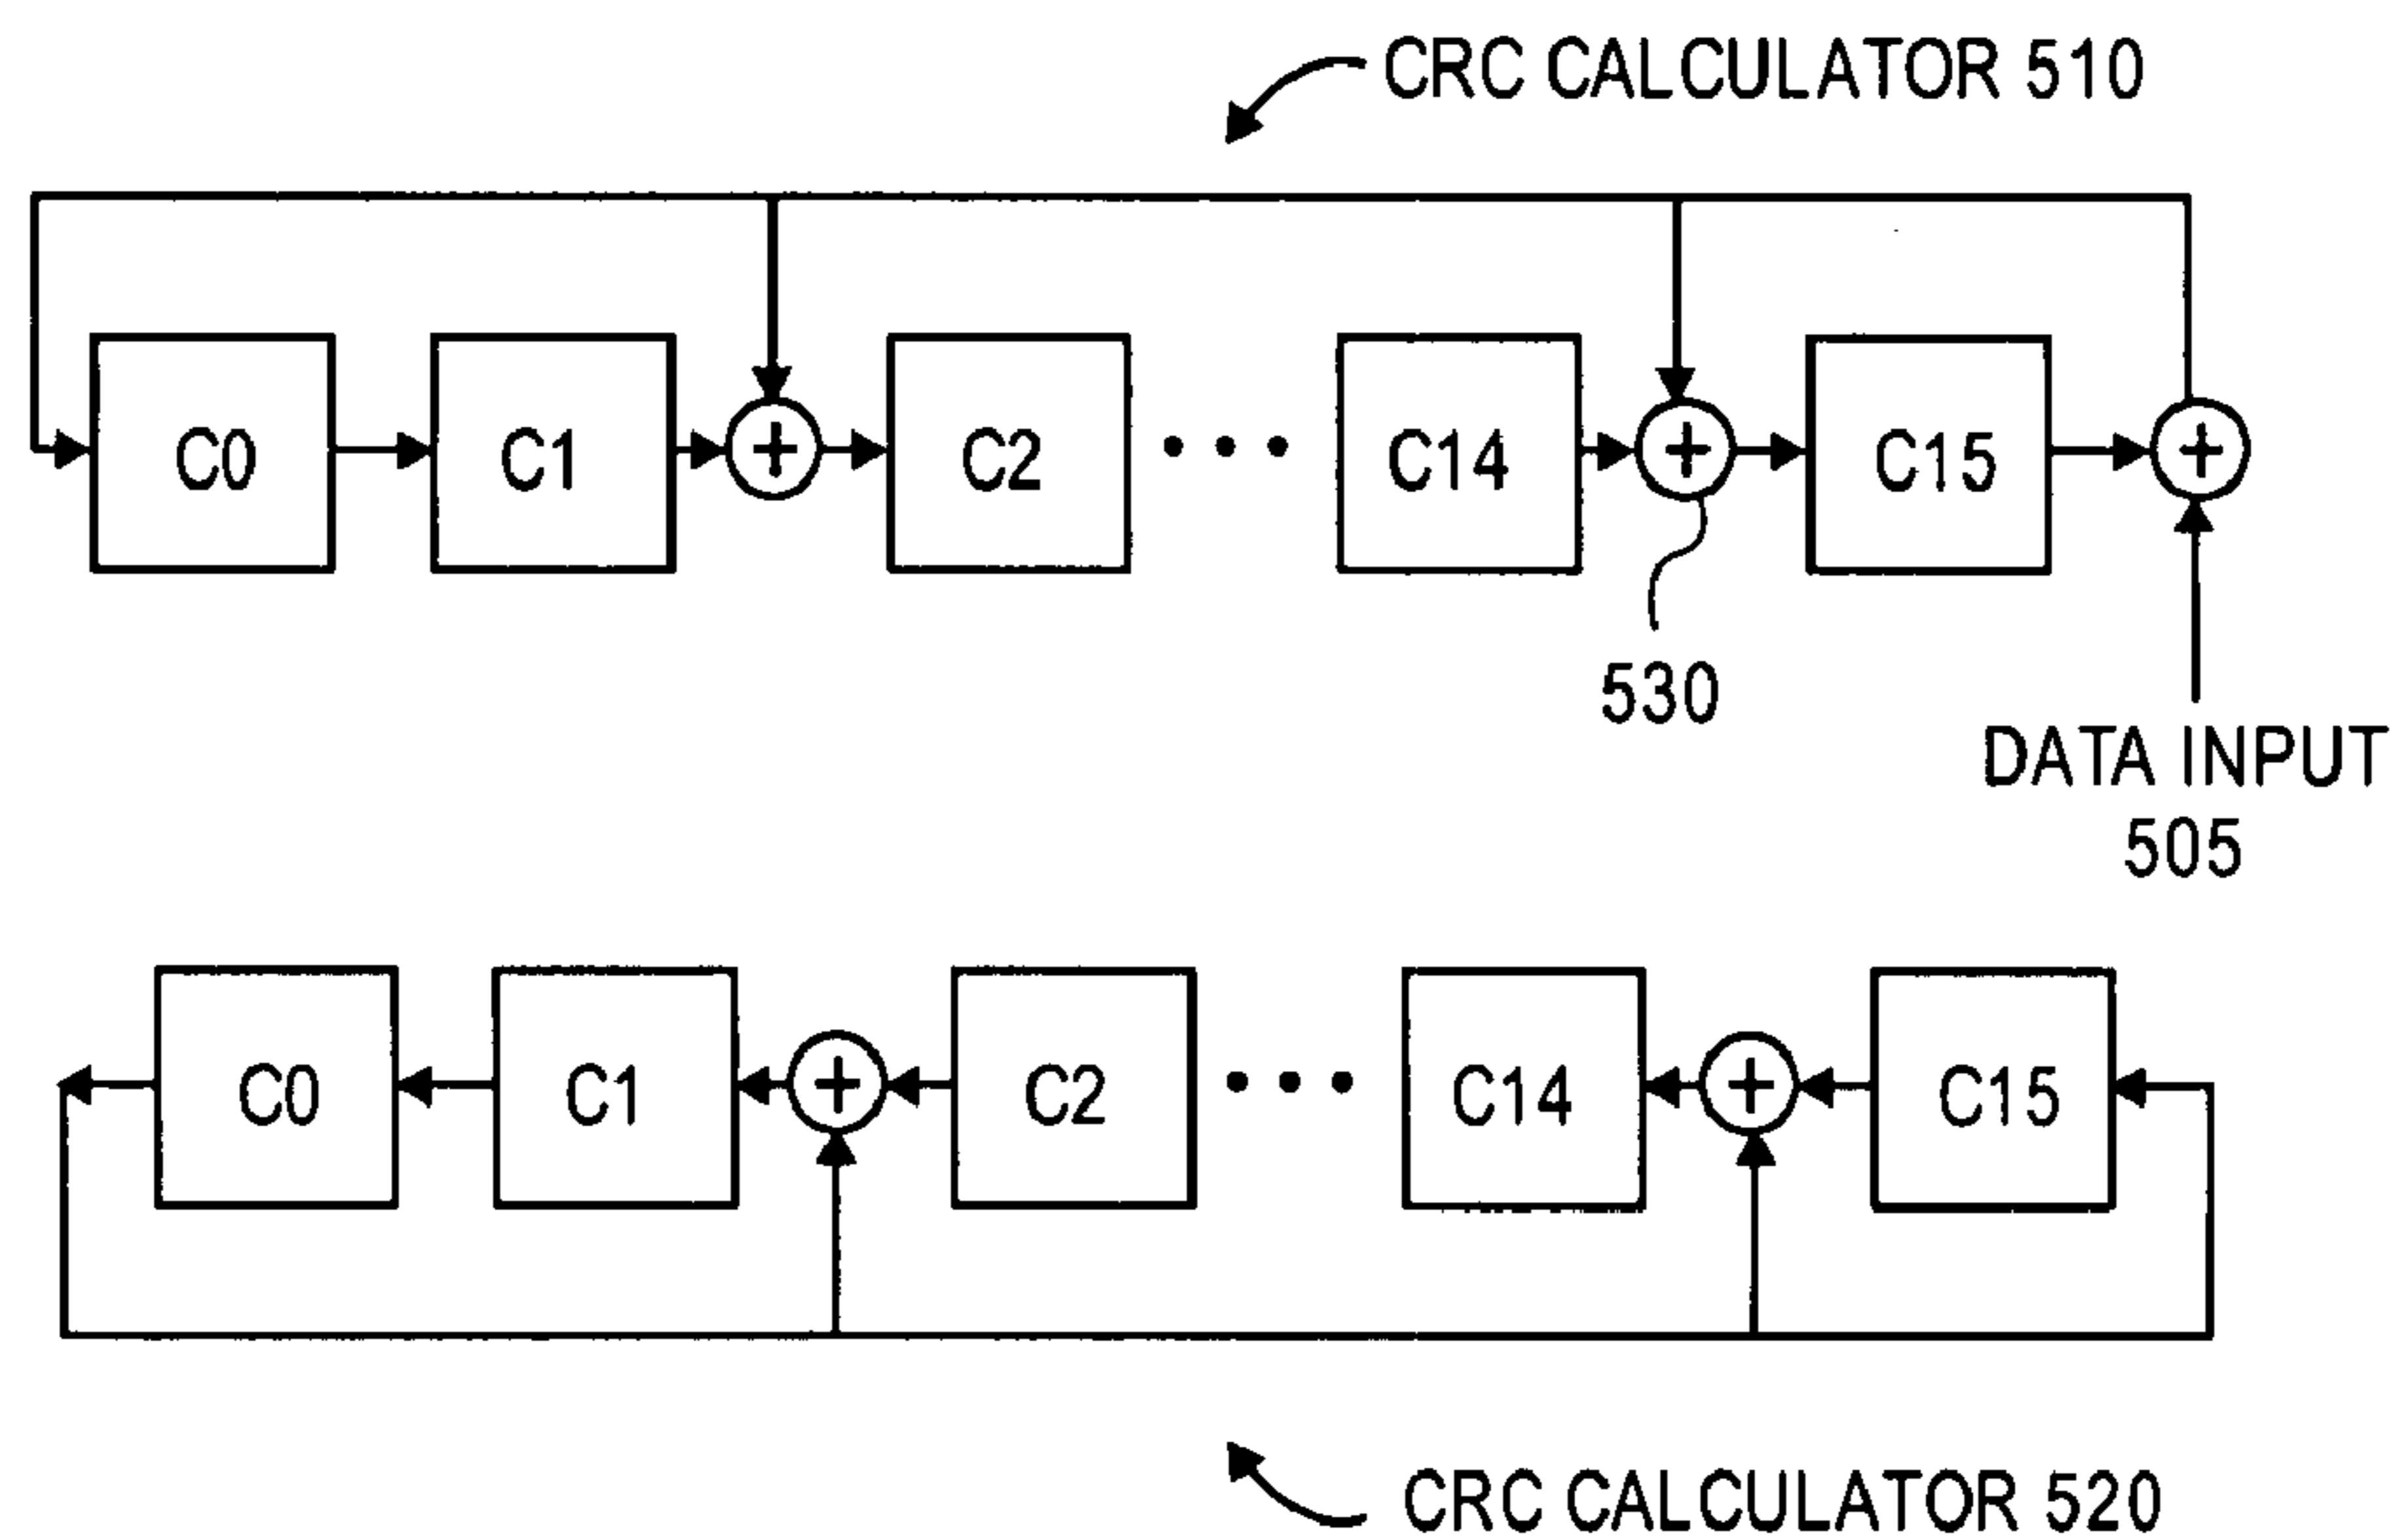 CRC CALCULATOR 510
C0 C1 + C2 • • • C14 + C15 +
530
DATA INPUT
505
C0 C1 + C2 • • • C14 + C15
CRC CALCULATOR 520